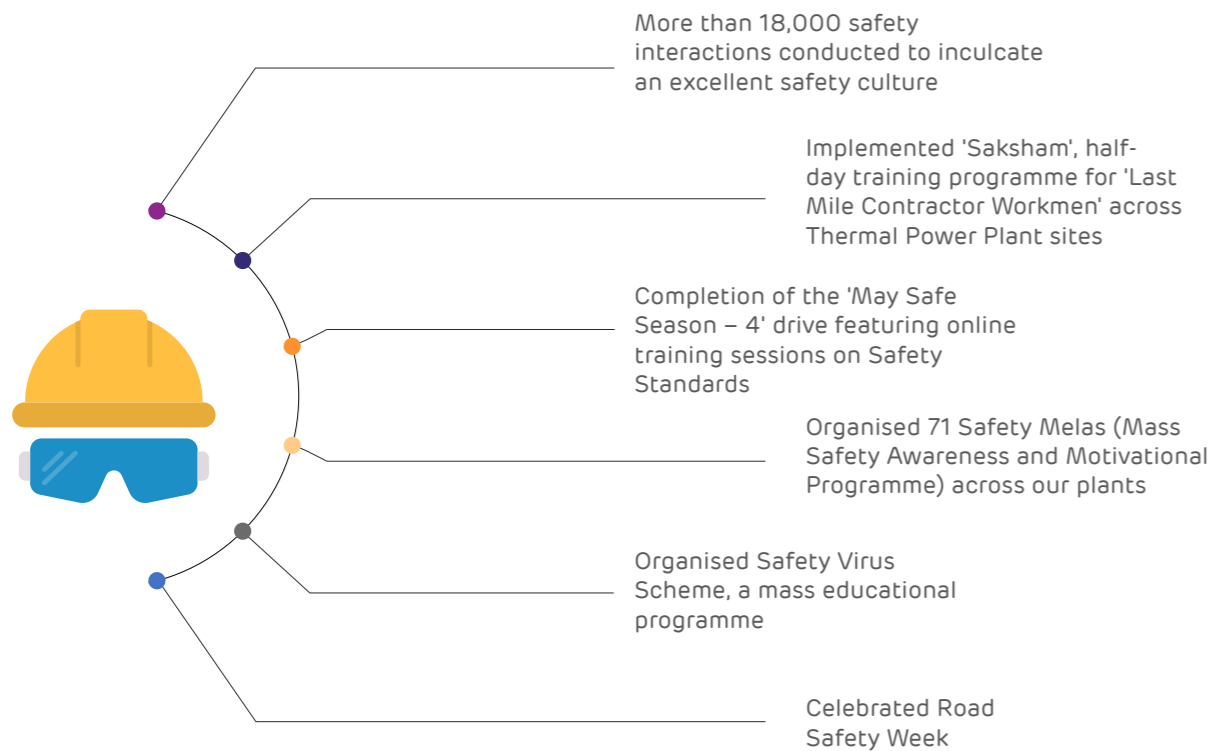 More than 18,000 safety
interactions conducted to inculcate
an excellent safety culture
Implemented 'Saksham', half-
day training programme for 'Last
Mile Contractor Workmen' across
Thermal Power Plant sites
Completion of the 'May Safe
Season – 4' drive featuring online
training sessions on Safety
Standards
Organised 71 Safety Melas (Mass
Safety Awareness and Motivational
Programme) across our plants
Organised Safety Virus
Scheme, a mass educational
programme
Celebrated Road
Safety Week